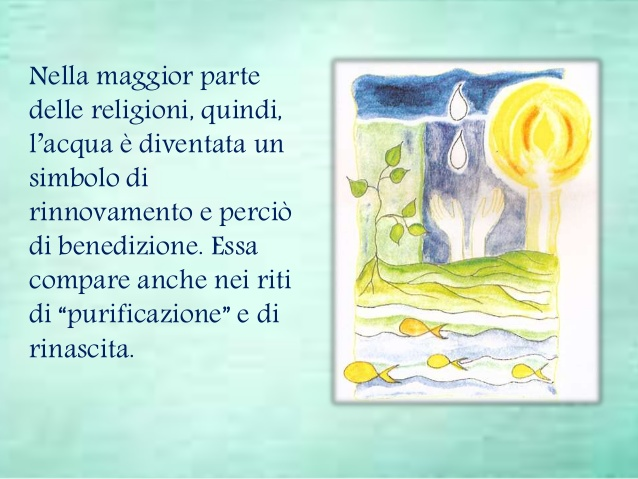 Nella maggior parte
delle religioni, quindi,
l’acqua è diventata un
simbolo di
rinnovamento e perciò
di benedizione. Essa
compare anche nei riti
di “purificazione” e di
rinascita.